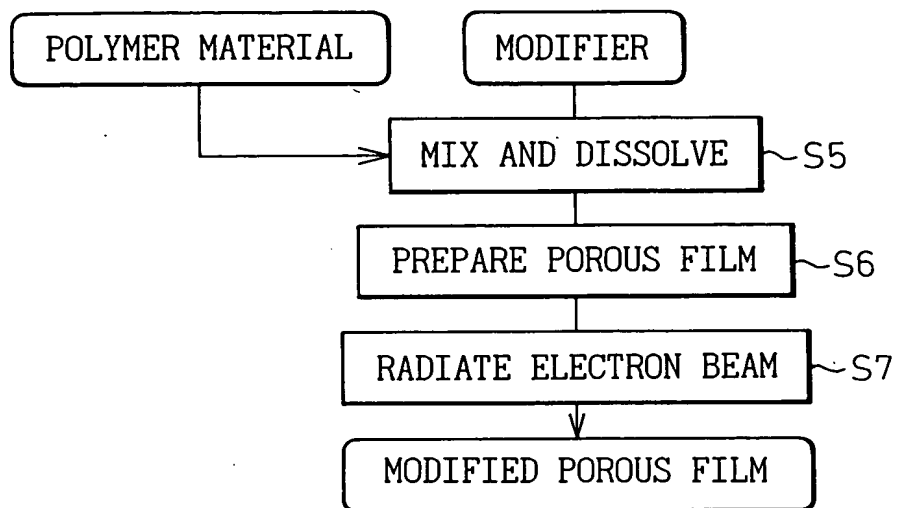 POLYMER MATERIAL
MODIFIER
MIX AND DISSOLVE
S5
PREPARE POROUS FILM
S6
RADIATE ELECTRON BEAM
S7
MODIFIED POROUS FILM